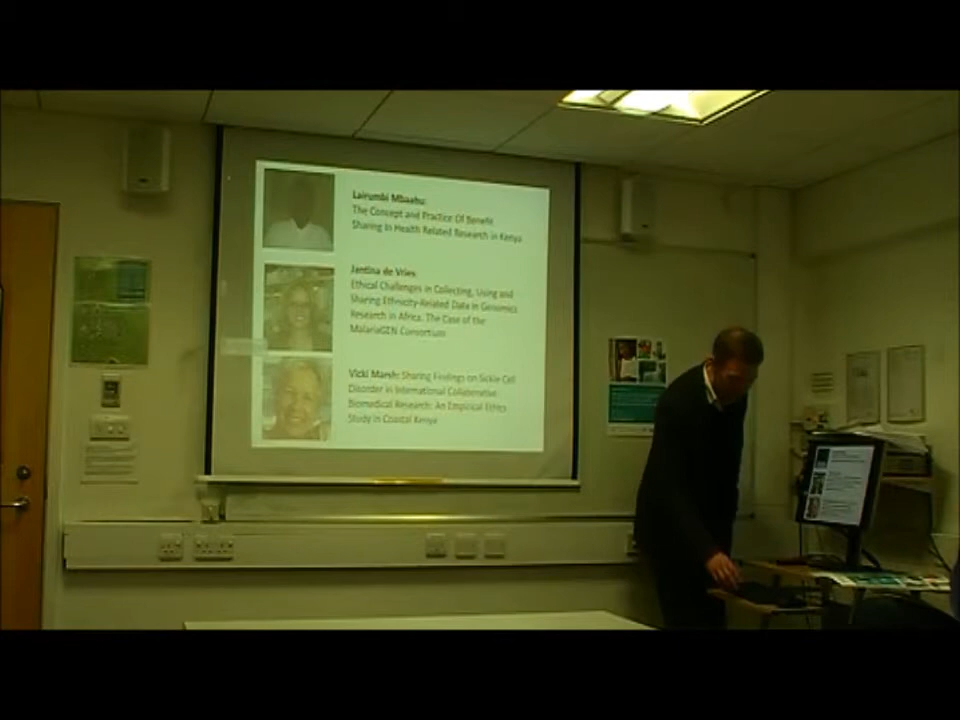 Lairumbi Mbaabu:
The Concept and Practice Of Benefit
Sharing in Health Related Research in Kenya
Jantina de Vries:
Ethical Challenges in Collecting, Using and
Sharing Ethnicity-Related Data in Genomics
Research in Africa. The Case of the
MalariaGEN Consortium
Vicki Marsh: Sharing Findings on Sickle Cell
Disorder in International Collaborative
Biomedical Research: An Empirical Ethics
Study in Coastal Kenya